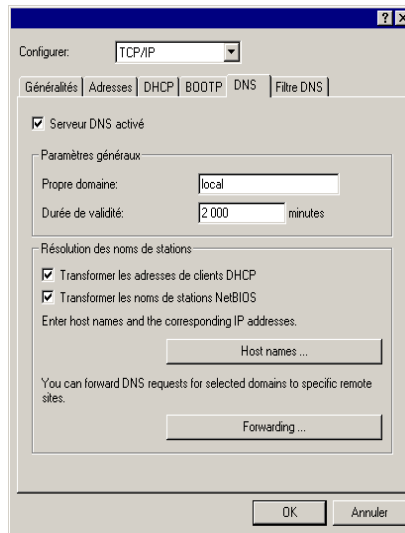 Configurer: TCP/IP
Généralités Adresses DHCP BOOTP DNS Filtre DNS
Serveur DNS activé
Paramètres généraux
Propre domaine: local
Durée de validité: 2 000 minutes
Résolution des noms de stations
Transformer les adresses de clients DHCP
Transformer les noms de stations NetBIOS
Enter host names and the corresponding IP addresses.
Host names ...
You can forward DNS requests for selected domains to specific remote
sites.
Forwarding ...
OK Annuler